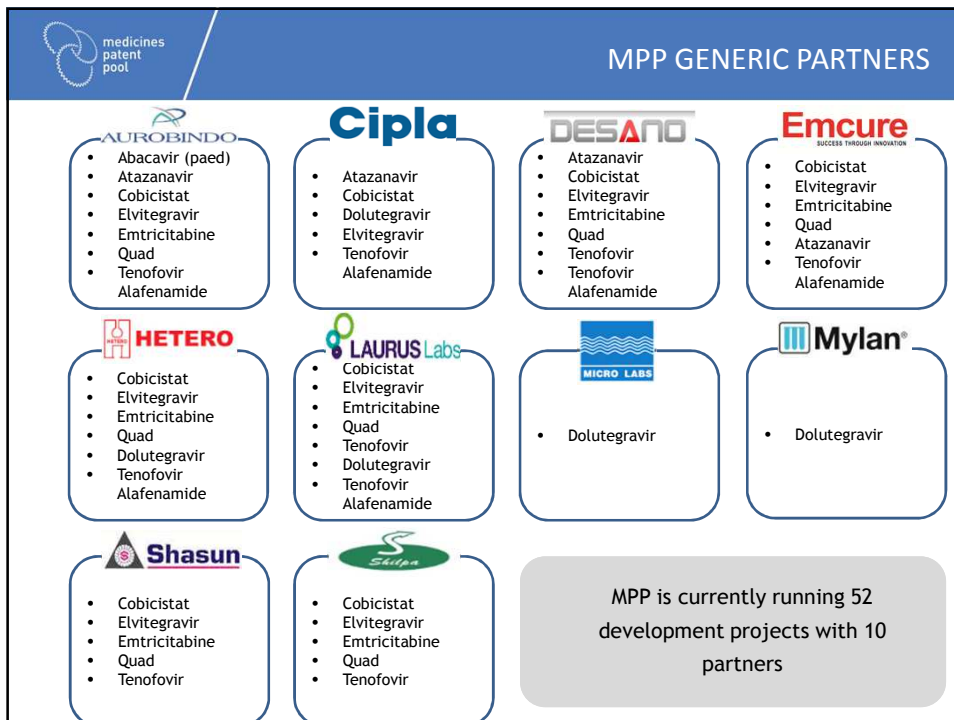 medicines
patent
pool
MPP GENERIC PARTNERS
AUROBINDO
• Abacavir (paed)
• Atazanavir
• Cobicistat
• Elvitegravir
• Emtricitabine
• Quad
• Tenofovir
Alafenamide
Cipla
• Atazanavir
• Cobicistat
• Dolutegravir
• Elvitegravir
• Tenofovir
Alafenamide
DESANO
• Atazanavir
• Cobicistat
• Elvitegravir
• Emtricitabine
• Quad
• Tenofovir
• Tenofovir
Alafenamide
Emcure
SUCCESS THROUGH INNOVATION
• Cobicistat
• Elvitegravir
• Emtricitabine
• Quad
• Atazanavir
• Tenofovir
Alafenamide
HETERO
HETERO
• Cobicistat
• Elvitegravir
• Emtricitabine
• Quad
• Dolutegravir
• Tenofovir
Alafenamide
LAURUS Labs
• Cobicistat
• Elvitegravir
• Emtricitabine
• Quad
• Tenofovir
• Dolutegravir
• Tenofovir
Alafenamide
MICRO LABS
• Dolutegravir
Mylan®
• Dolutegravir
Shasun
• Cobicistat
• Elvitegravir
• Emtricitabine
• Quad
• Tenofovir
Shilpa
• Cobicistat
• Elvitegravir
• Emtricitabine
• Quad
• Tenofovir
MPP is currently running 52
development projects with 10
partners